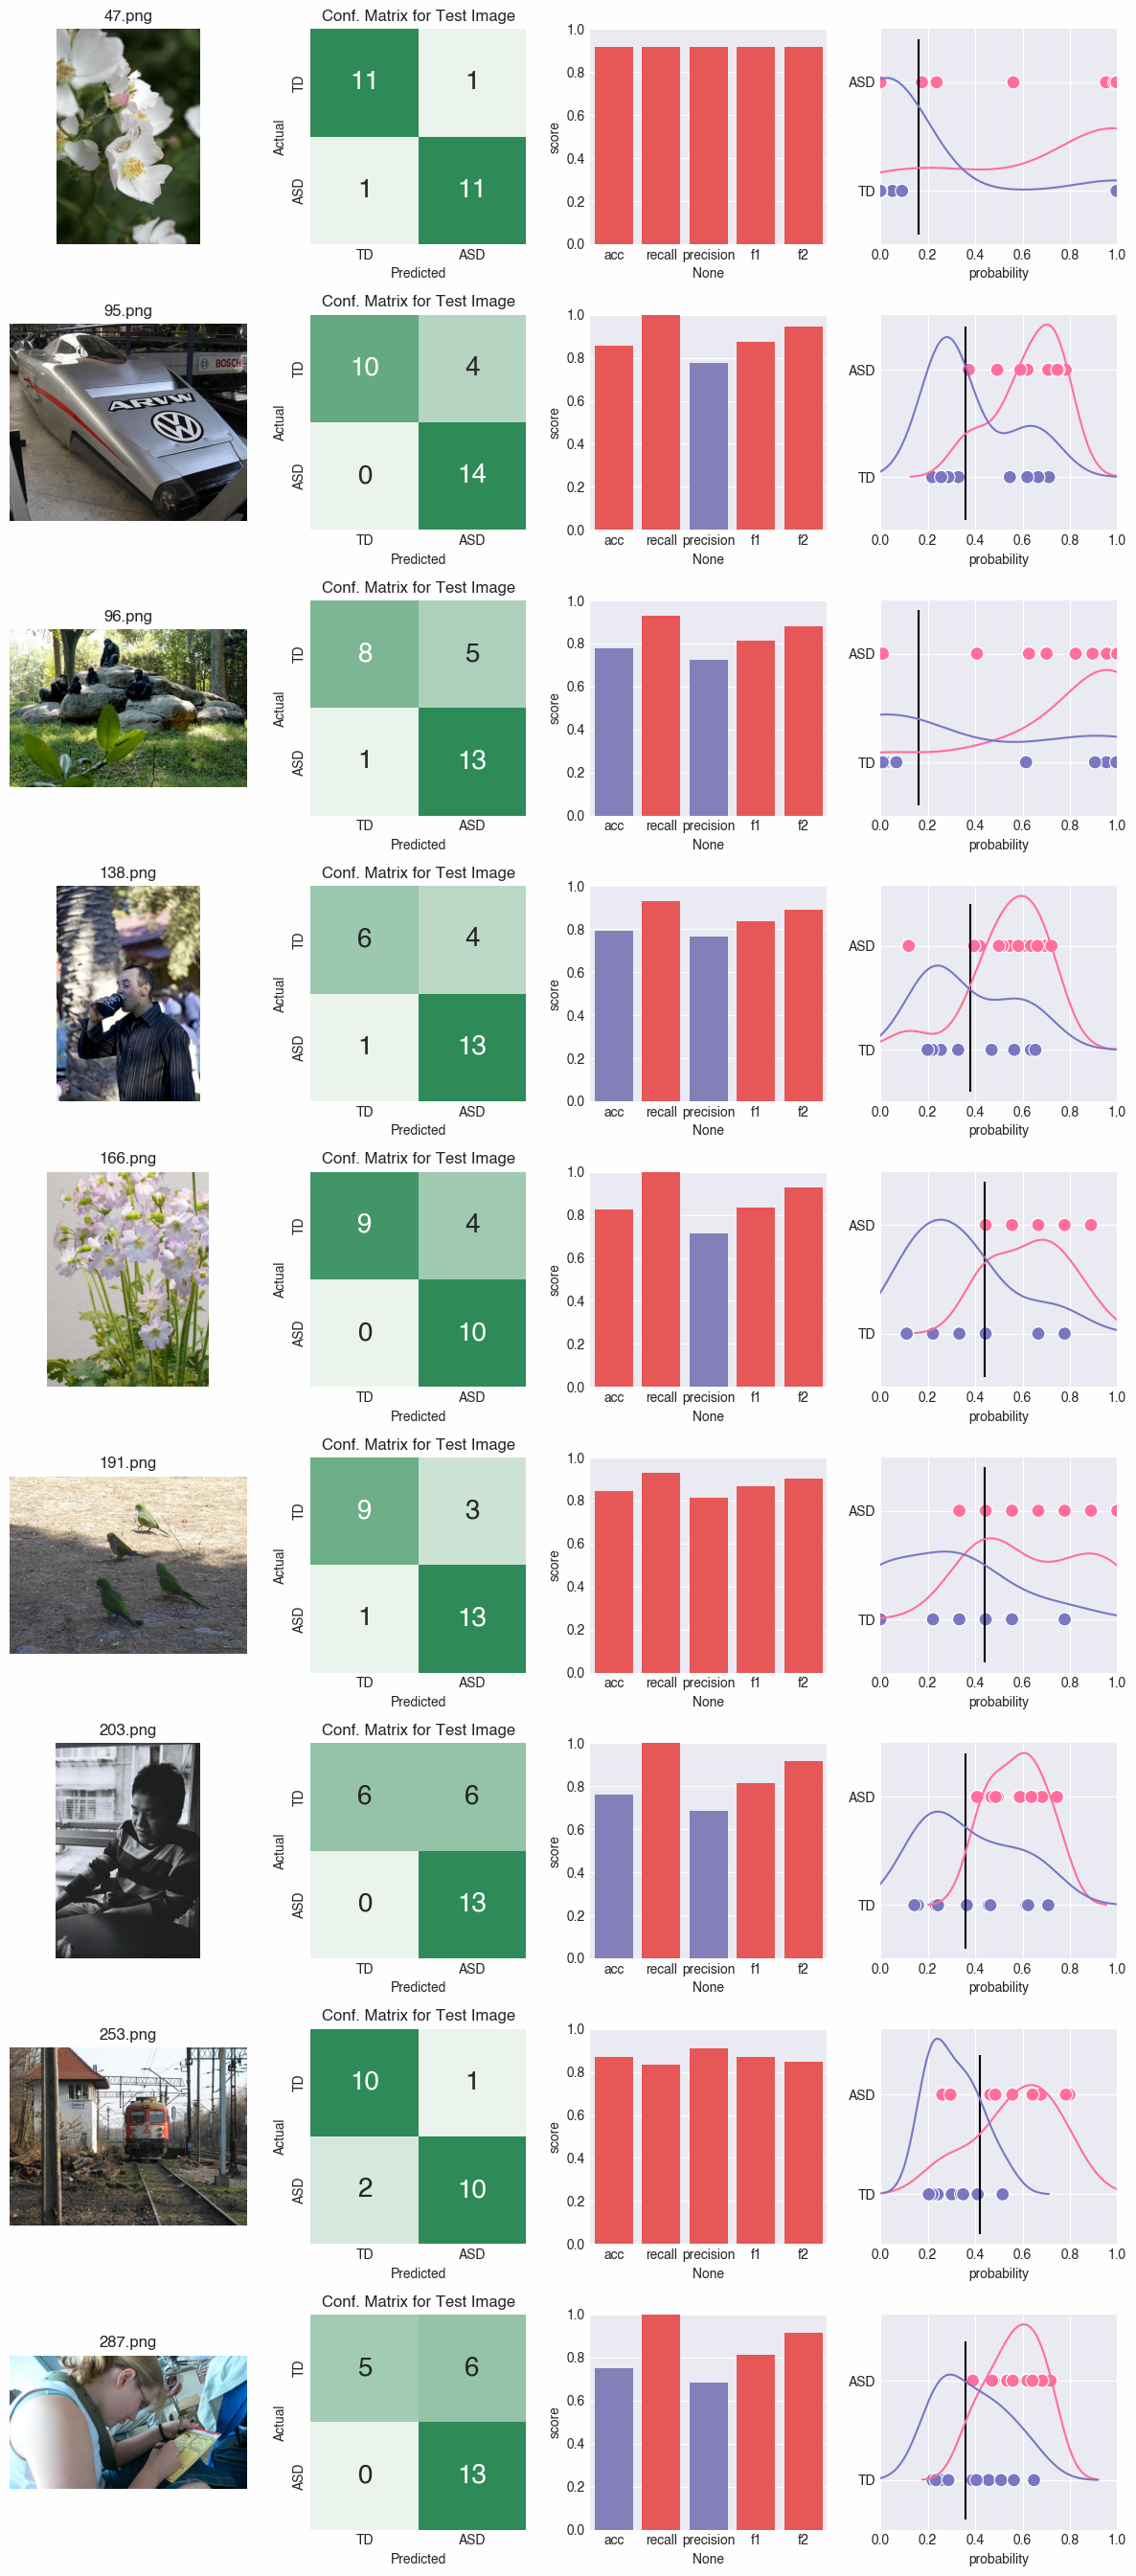 47.png
Conf. Matrix for Test Image
TD 11 1
ASD 1 11
Actual
TD ASD
Predicted
1.0
0.8
0.6
0.4
0.2
0.0
score
acc recall precision f1 f2
None
ASD
TD
0.0 0.2 0.4 0.6 0.8 1.0
probability
95.png
BOSCH
ARVW
VW
Conf. Matrix for Test Image
TD 10 4
ASD 0 14
Actual
TD ASD
Predicted
1.0
0.8
0.6
0.4
0.2
0.0
score
acc recall precision f1 f2
None
ASD
TD
0.0 0.2 0.4 0.6 0.8 1.0
probability
96.png
Conf. Matrix for Test Image
TD 8 5
ASD 1 13
Actual
TD ASD
Predicted
1.0
0.8
0.6
0.4
0.2
0.0
score
acc recall precision f1 f2
None
ASD
TD
0.0 0.2 0.4 0.6 0.8 1.0
probability
138.png
Conf. Matrix for Test Image
TD 6 4
ASD 1 13
Actual
TD ASD
Predicted
1.0
0.8
0.6
0.4
0.2
0.0
score
acc recall precision f1 f2
None
ASD
TD
0.0 0.2 0.4 0.6 0.8 1.0
probability
166.png
Conf. Matrix for Test Image
TD 9 4
ASD 0 10
Actual
TD ASD
Predicted
1.0
0.8
0.6
0.4
0.2
0.0
score
acc recall precision f1 f2
None
ASD
TD
0.0 0.2 0.4 0.6 0.8 1.0
probability
191.png
Conf. Matrix for Test Image
TD 9 3
ASD 1 13
Actual
TD ASD
Predicted
1.0
0.8
0.6
0.4
0.2
0.0
score
acc recall precision f1 f2
None
ASD
TD
0.0 0.2 0.4 0.6 0.8 1.0
probability
203.png
Conf. Matrix for Test Image
TD 6 6
ASD 0 13
Actual
TD ASD
Predicted
1.0
0.8
0.6
0.4
0.2
0.0
score
acc recall precision f1 f2
None
ASD
TD
0.0 0.2 0.4 0.6 0.8 1.0
probability
253.png
Conf. Matrix for Test Image
TD 10 1
ASD 2 10
Actual
TD ASD
Predicted
1.0
0.8
0.6
0.4
0.2
0.0
score
acc recall precision f1 f2
None
ASD
TD
0.0 0.2 0.4 0.6 0.8 1.0
probability
287.png
Conf. Matrix for Test Image
TD 5 6
ASD 0 13
Actual
TD ASD
Predicted
1.0
0.8
0.6
0.4
0.2
0.0
score
acc recall precision f1 f2
None
ASD
TD
0.0 0.2 0.4 0.6 0.8 1.0
probability